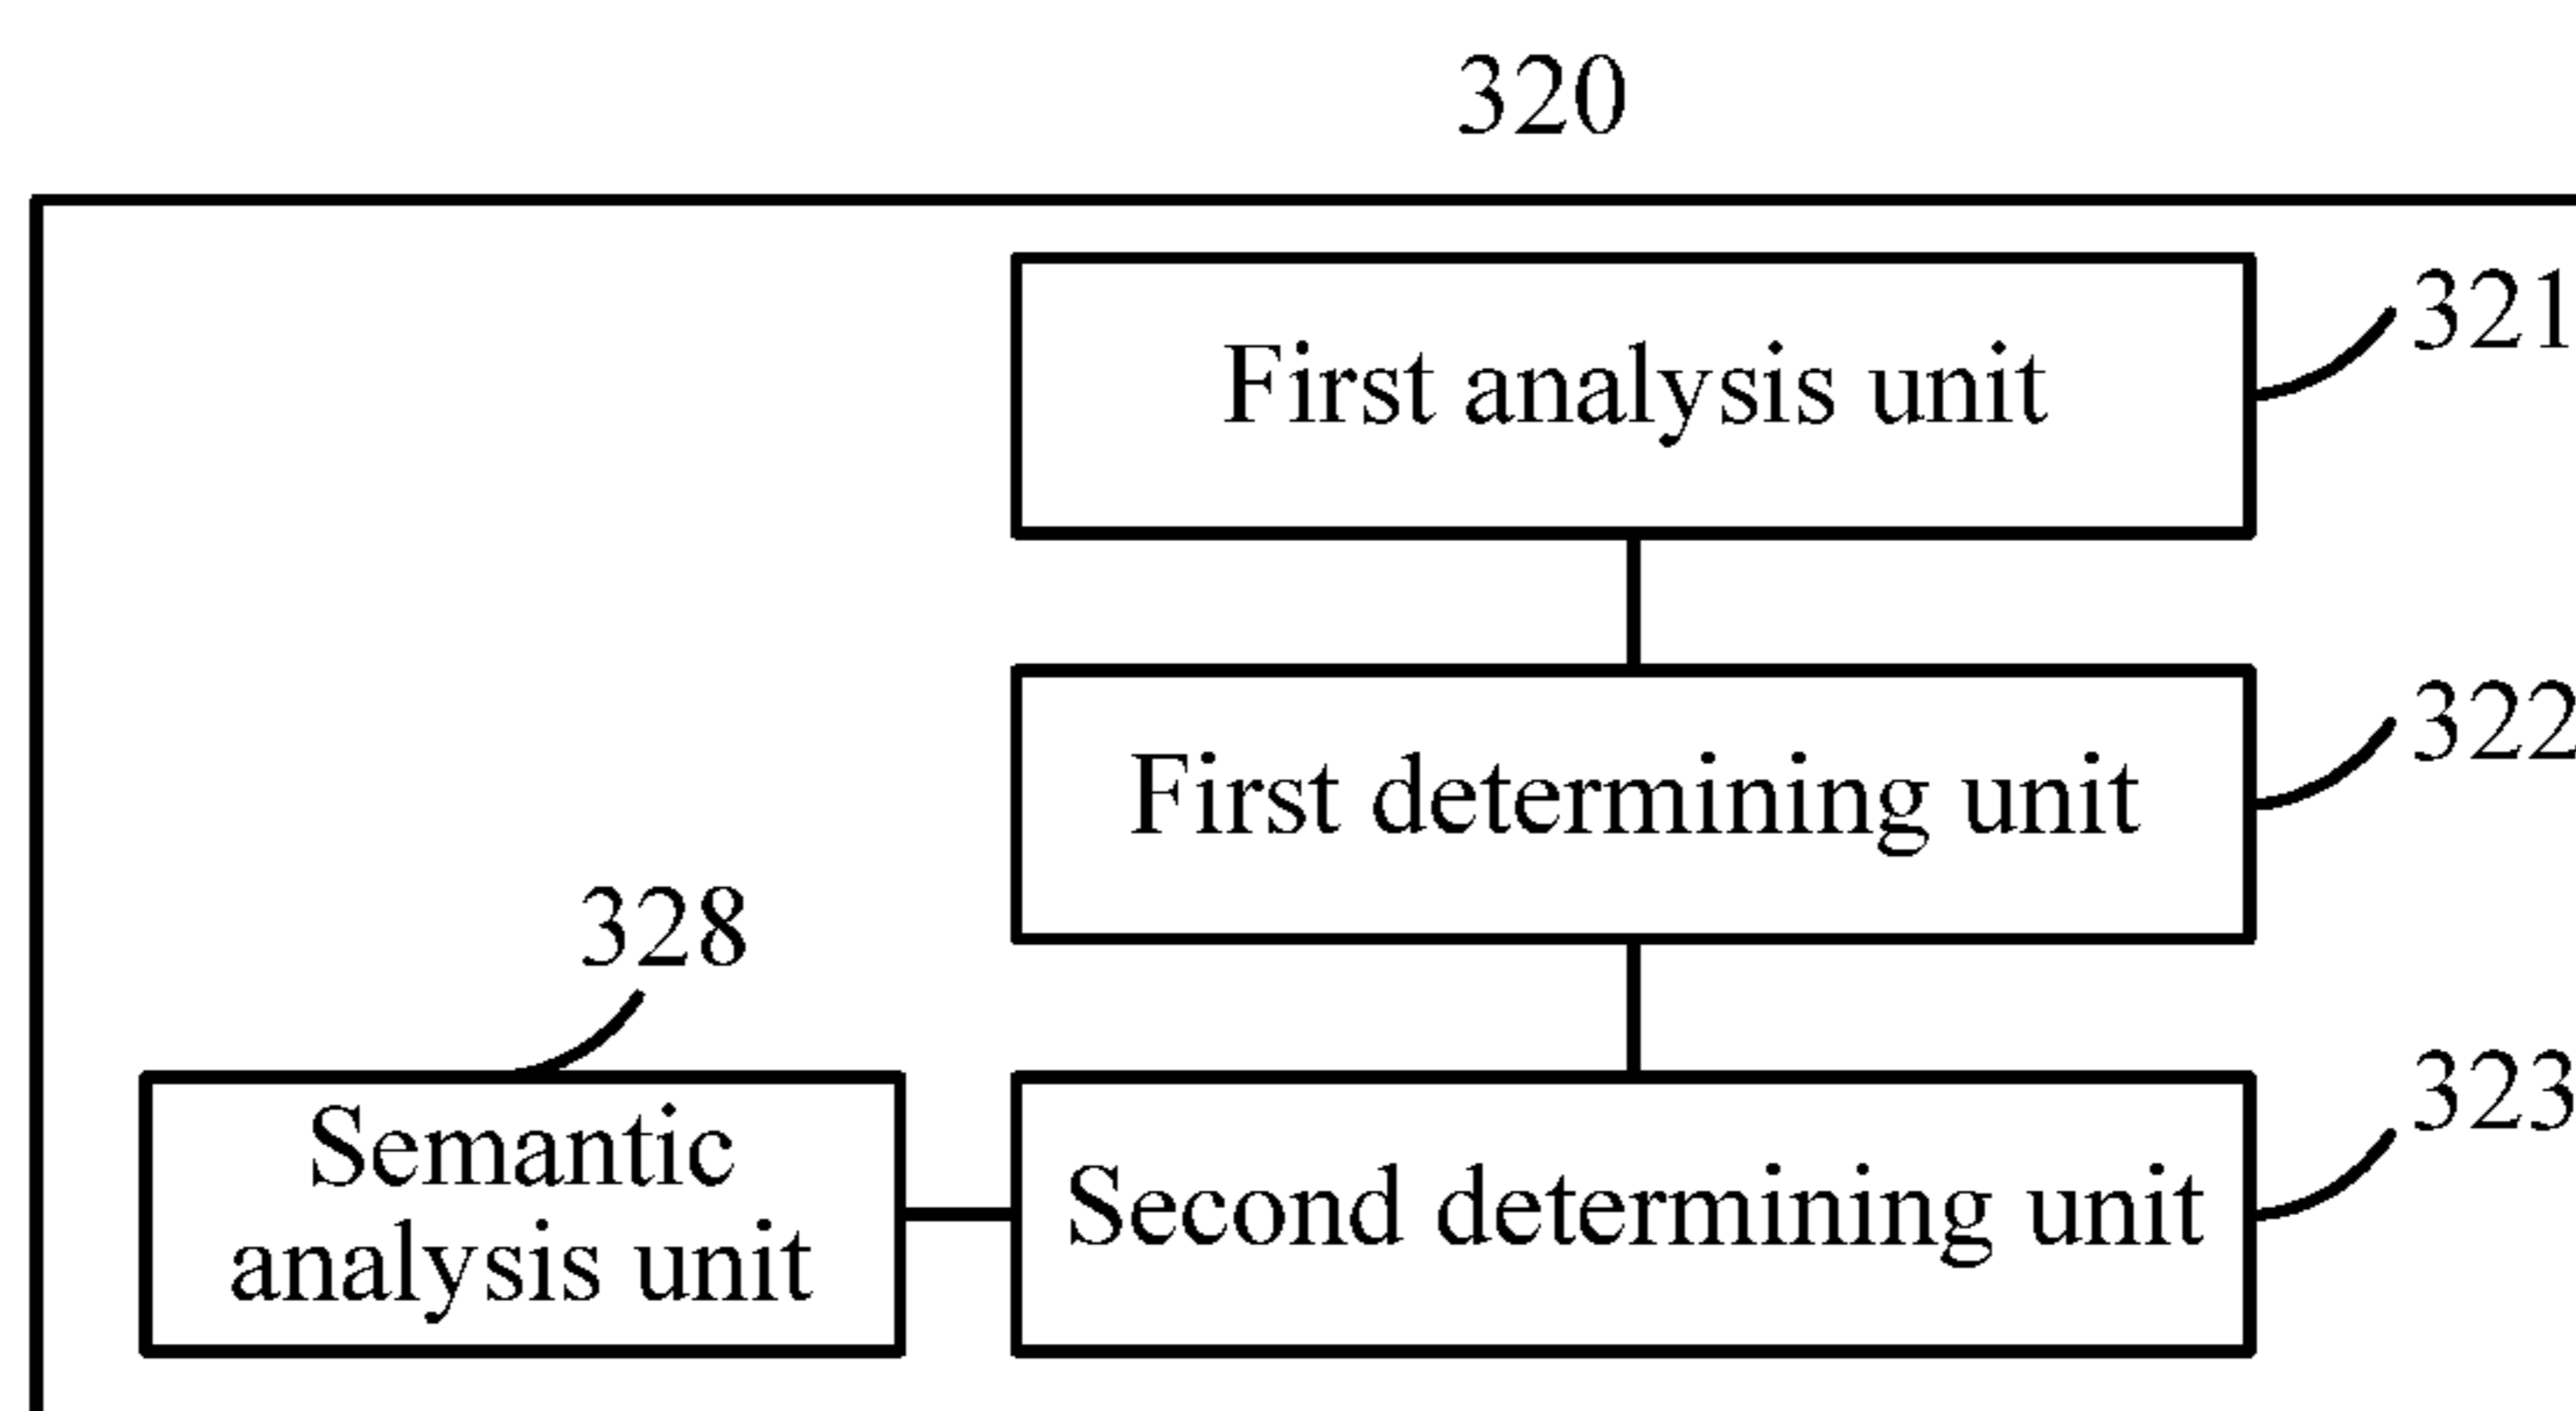 320
First analysis unit
321
First determining unit
322
328
Semantic
analysis unit
Second determining unit
323